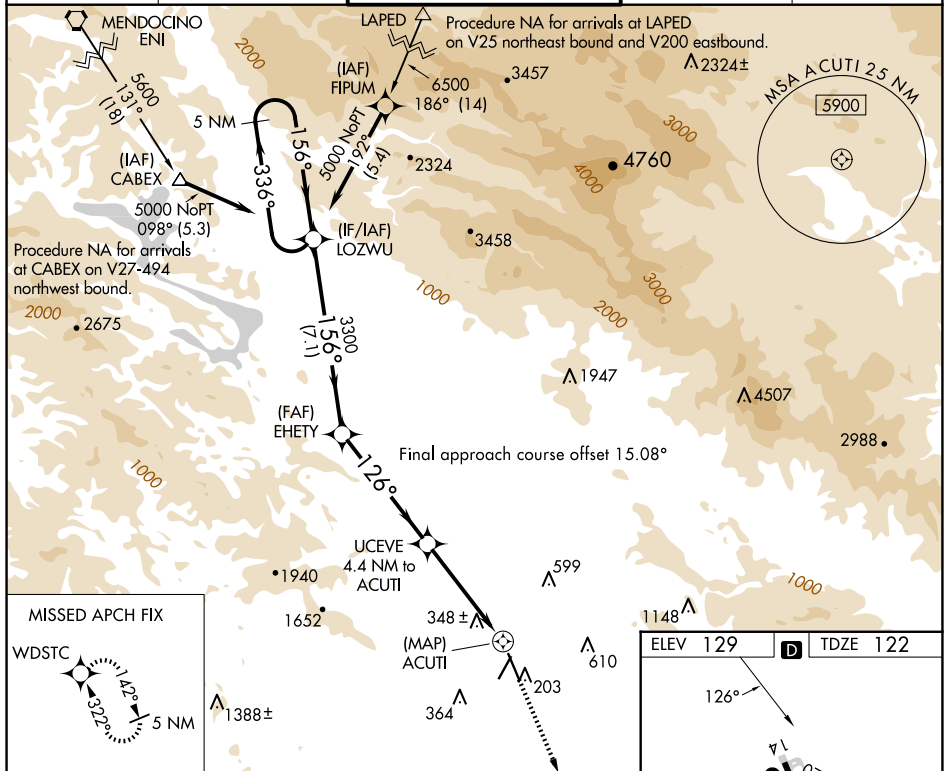 MENDOCINO
ENI
5600
131°
(18)
LAPED
Procedure NA for arrivals at LAPED
on V25 northeast bound and V200 eastbound.
2000
(IAF)
FIPUM
6500
186° (14)
3457
2324±
MSA ACUTI 25 NM
5900
5 NM
156°
336°
5000 NoPT
192°
(5.4)
2324
3000
4000
4760
(IAF)
CABEX
5000 NoPT
098° (5.3)
(IF/IAF)
LOZWU
3458
Procedure NA for arrivals
at CABEX on V27-494
northwest bound.
2000
2675
1000
3000
2000
3300
156°
(7.1)
1947
4507
2988
(FAF)
EHETY
126°
Final approach course offset 15.08°
1000
UCEVE
4.4 NM to
ACUTI
1940
1652
599
1000
1148
348±
(MAP)
ACUTI
610
203
364
1388±
MISSED APCH FIX
WDSTC
142°
322°
5 NM
ELEV 129
D
TDZE 122
126°
14